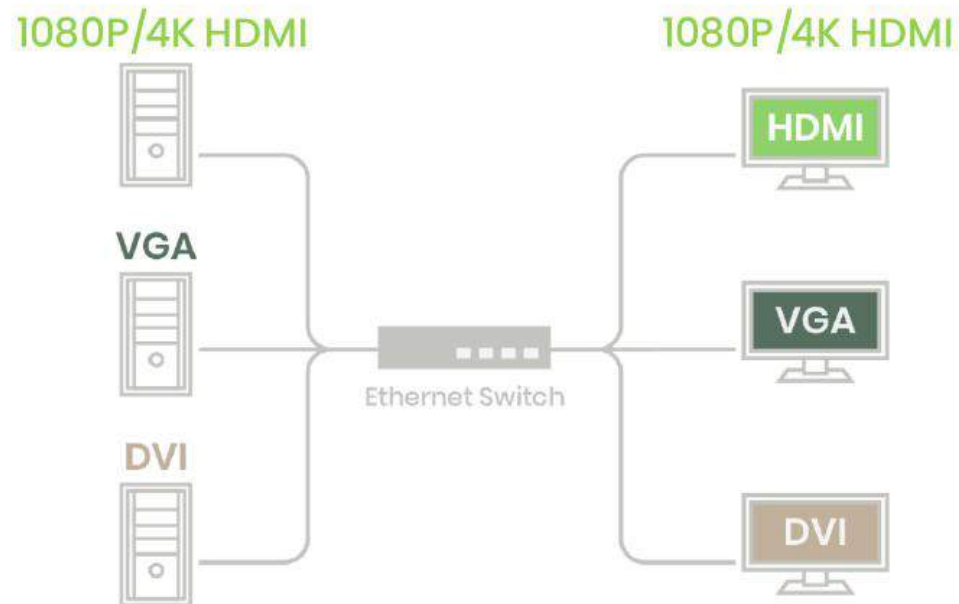 1080P/4K HDMI
1080P/4K HDMI
HDMI
VGA
VGA
Ethernet Switch
DVI
DVI